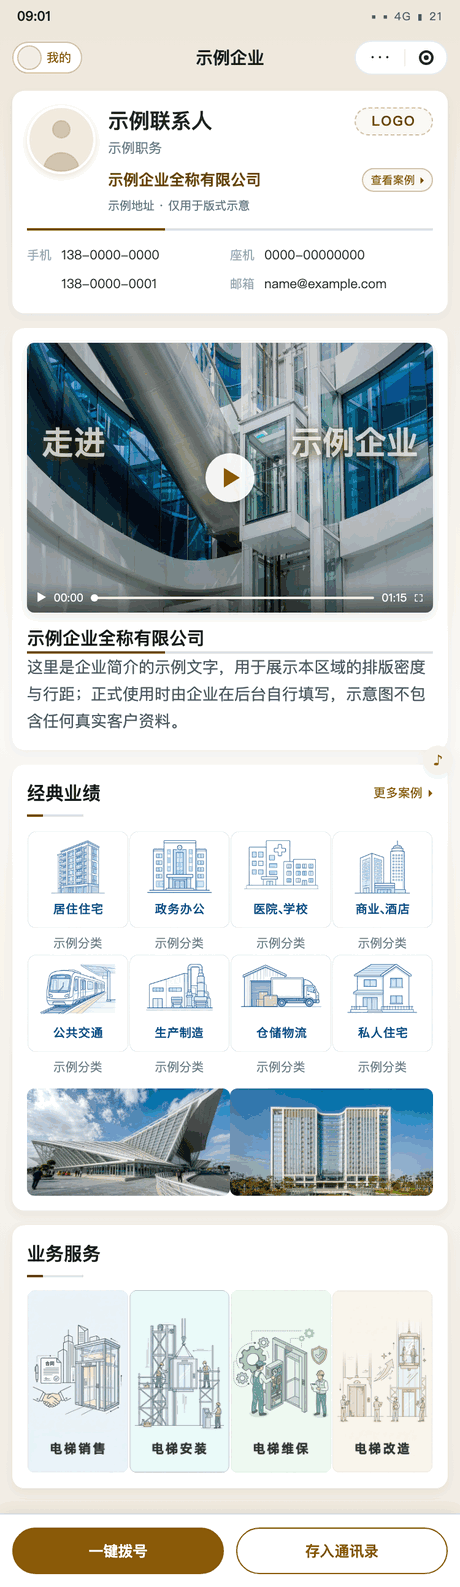 09:01
4G 21
我的
示例企业
示例联系人
LOGO
示例职务
示例企业全称有限公司
查看案例
示例地址 · 仅用于版式示意
手机 138-0000-0000
座机 0000-00000000
138-0000-0001
邮箱 name@example.com
走进 示例企业
00:00 01:15
示例企业全称有限公司
这里是企业简介的示例文字，用于展示本区域的排版密度
与行距；正式使用时由企业在后台自行填写，示意图不包
含任何真实客户资料。
经典业绩
更多案例
居住住宅 政务办公 医院、学校 商业、酒店
示例分类 示例分类 示例分类 示例分类
公共交通 生产制造 仓储物流 私人住宅
示例分类 示例分类 示例分类 示例分类
业务服务
合同
电梯销售 电梯安装 电梯维保 电梯改造
一键拨号 存入通讯录